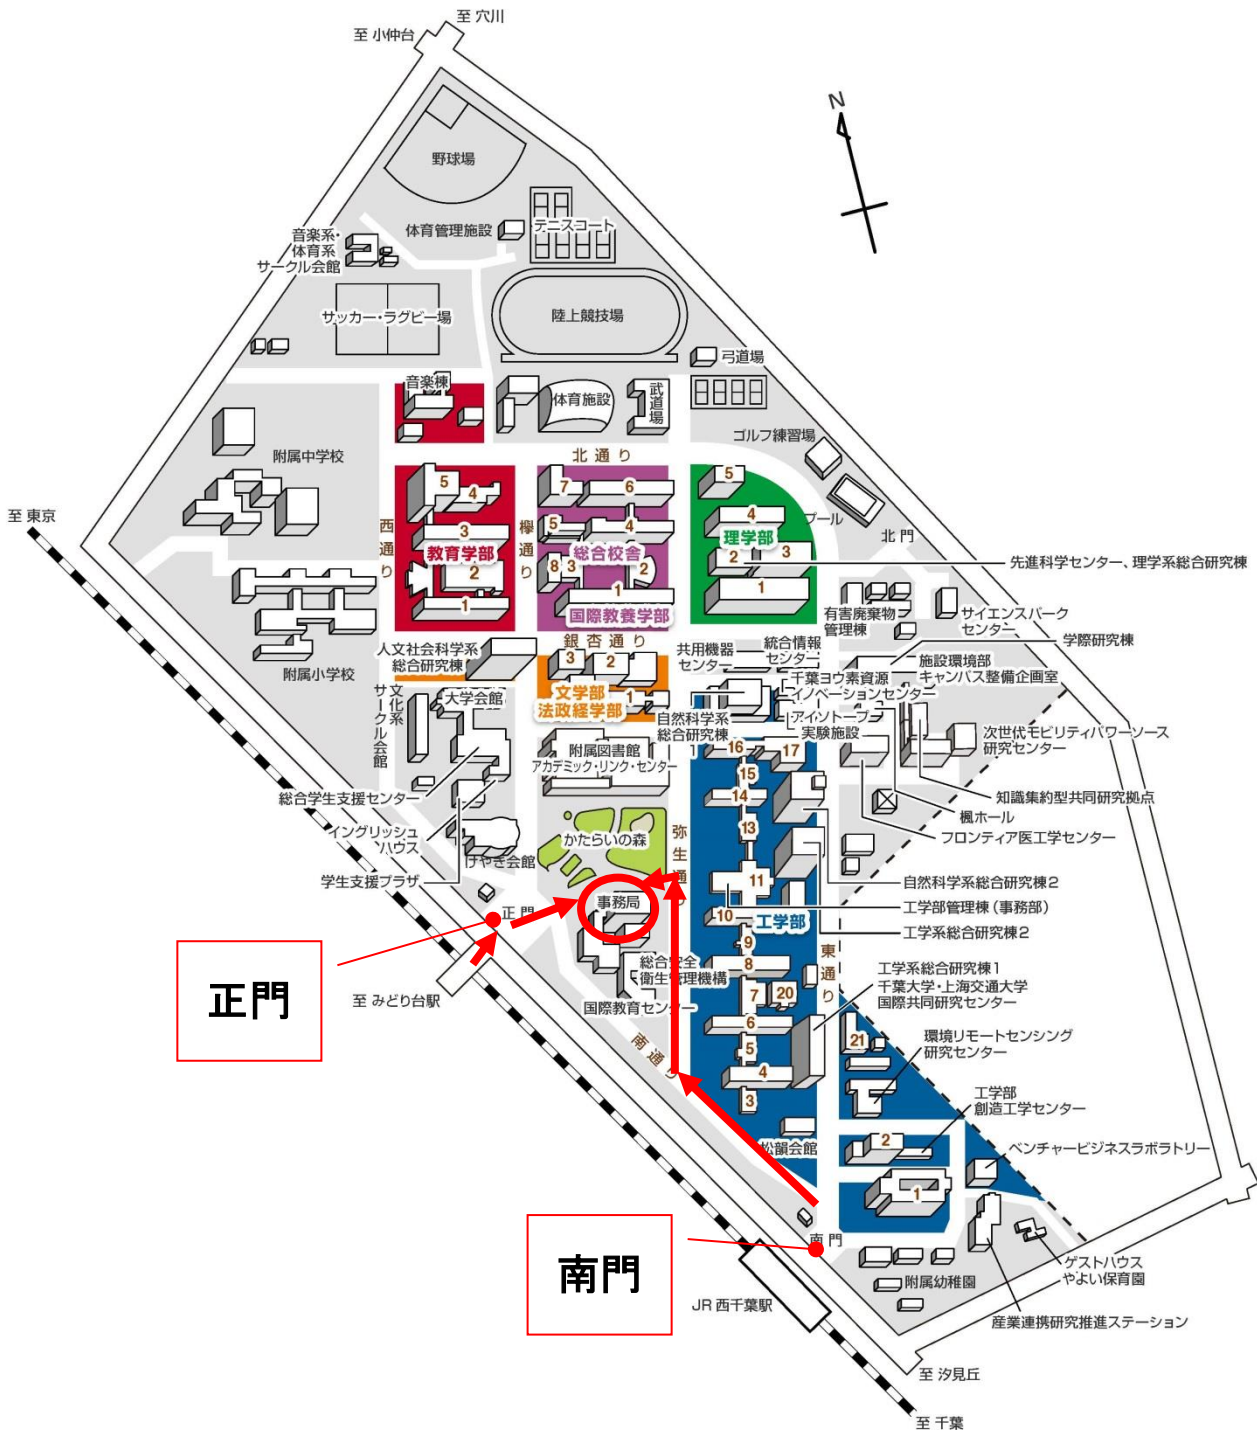 至 穴川
至 小仲台
N
野球場
体育管理施設
テニスコート
音楽系・
体育系
サークル会館
サッカー・ラグビー場
陸上競技場
弓道場
音楽棟
体育施設
武道場
ゴルフ練習場
北通り
附属中学校
プール
北門
至 東京
西通り
欅通り
5
4
3
教育学部
2
1
7
6
5
4
総合校舎
8
3
2
1
国際教養学部
5
4
理学部
2
3
1
先進科学センター、理学系総合研究棟
有害廃棄物
管理棟
サイエンスパーク
センター
学際研究棟
銀杏通り
人文社会科学系
総合研究棟
附属小学校
共用機器
センター
統合情報
センター
施設環境部
キャンパス整備企画室
千葉ヨウ素資源
イノベーションセンター
3
2
1
文学部
法政経学部
文化系
サークル会館
大学会館
自然科学系
総合研究棟
アイソトープ
実験施設
次世代モビリティパワーソース
研究センター
附属図書館
アカデミック・リンク・センター
総合学生支援センター
知識集約型共同研究拠点
楓ホール
フロンティア医工学センター
イングリッシュ
ハウス
けやき会館
かたらいの森
弥生通り
学生支援プラザ
16
17
15
14
13
11
10
工学部
9
8
7
20
6
5
4
3
自然科学系総合研究棟2
工学部管理棟(事務部)
工学系総合研究棟2
正門
事務局
正門
至 みどり台駅
総合安全
衛生管理機構
国際教育センター
東通り
工学系総合研究棟1
千葉大学・上海交通大学
国際共同研究センター
南通り
21
環境リモートセンシング
研究センター
工学部
創造工学センター
松韻会館
2
ベンチャービジネスラボラトリー
1
南門
南門
JR 西千葉駅
附属幼稚園
ゲストハウス
やよい保育園
産業連携研究推進ステーション
至 汐見丘
至 千葉